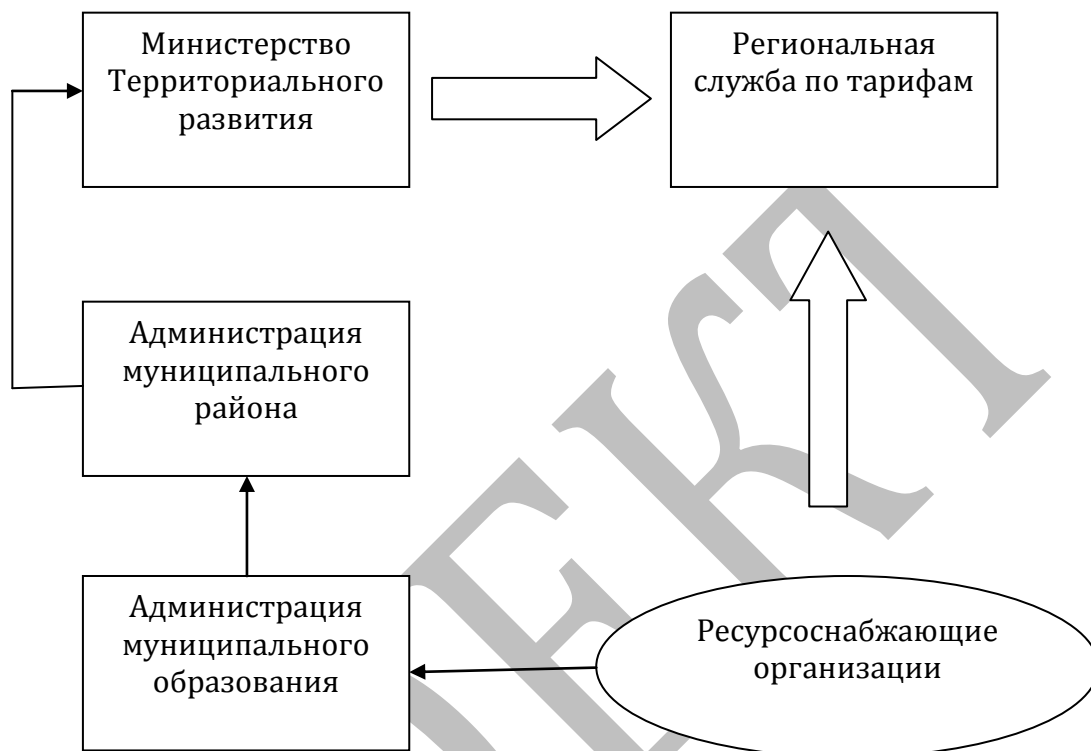 Министерство
Территориального
развития
Региональная
служба по тарифам
Администрация
муниципального
района
Администрация
муниципального
образования
Ресурсоснабжающие
организации